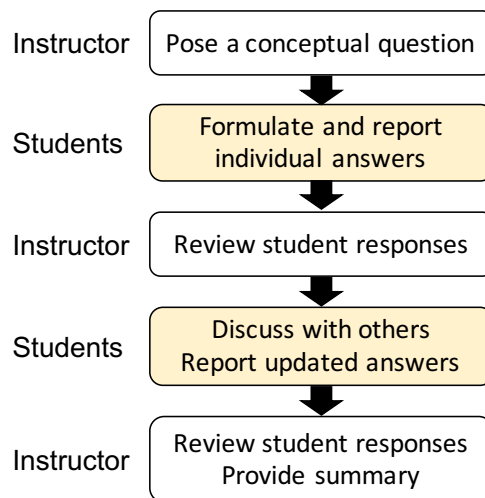 Instructor
Pose a conceptual question
Students
Formulate and report
individual answers
Instructor
Review student responses
Students
Discuss with others
Report updated answers
Instructor
Review student responses
Provide summary